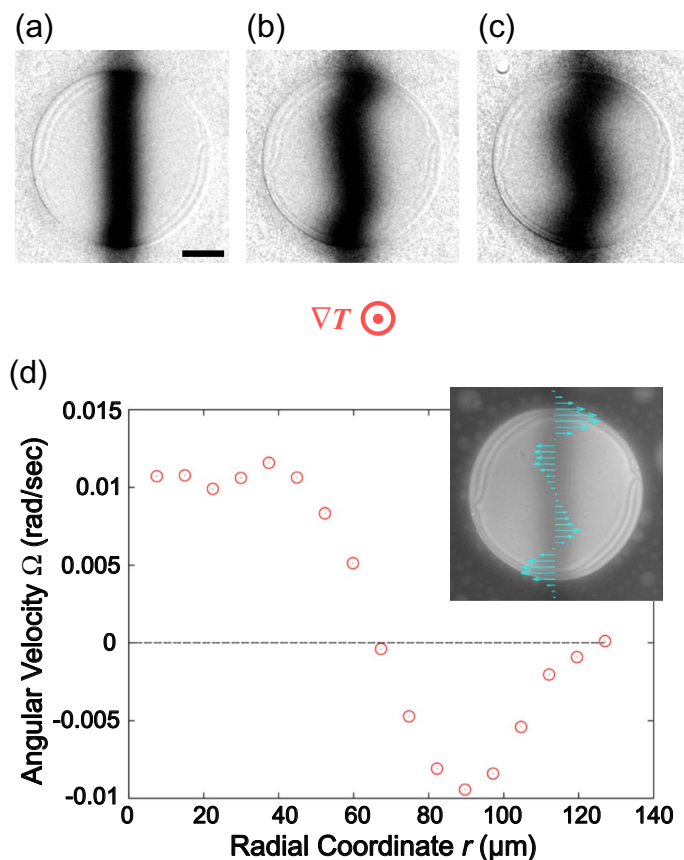 (a) (b) (c)
∇T
(d)
0.015
0.01
0.005
0
-0.005
-0.01
0 20 40 60 80 100 120 140
Angular Velocity Ω (rad/sec)
Radial Coordinate r (μm)